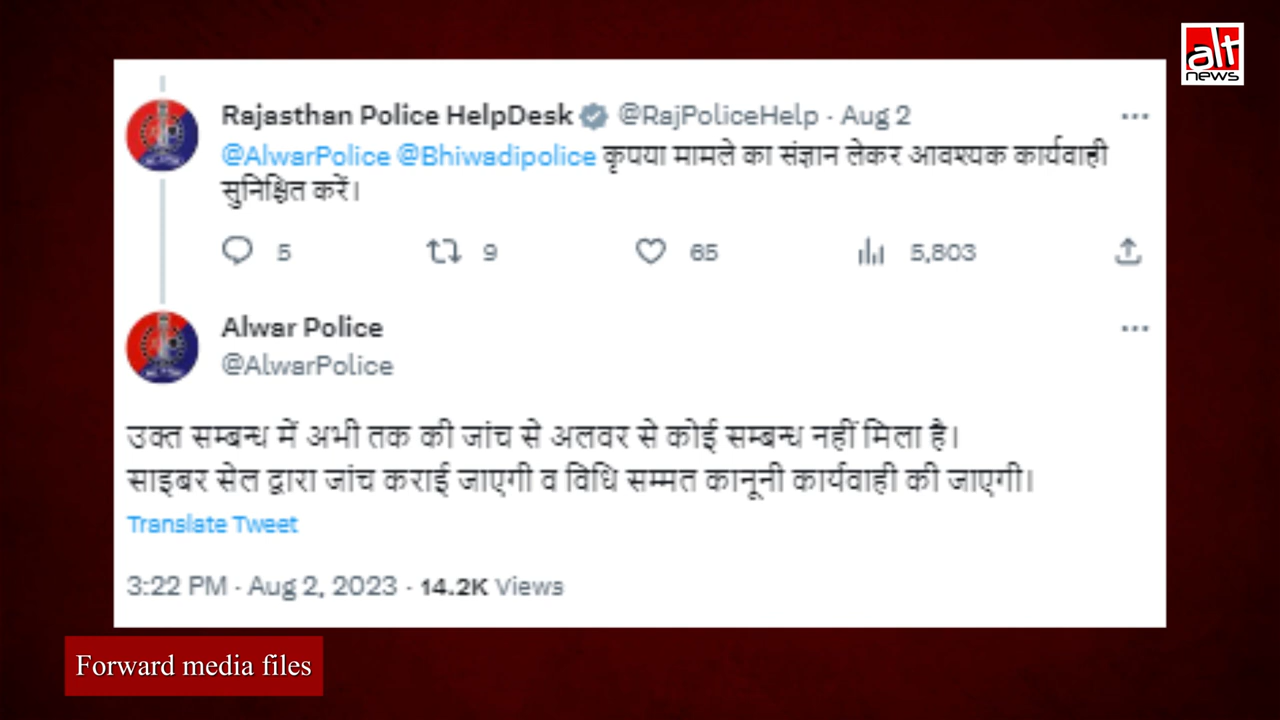 alt
news
Rajasthan Police HelpDesk @RajPoliceHelp · Aug 2
@AlwarPolice @Bhiwadipolice कृपया मामले का संज्ञान लेकर आवश्यक कार्यवाही
सुनिश्चित करें।
5 9 65 5,803
Alwar Police
@AlwarPolice
उक्त सम्बन्ध में अभी तक की जांच से अलवर से कोई सम्बन्ध नहीं मिला है।
साइबर सेल द्वारा जांच कराई जाएगी व विधि सम्मत कानूनी कार्यवाही की जाएगी।
Translate Tweet
3:22 PM · Aug 2, 2023 · 14.2K Views
Forward media files